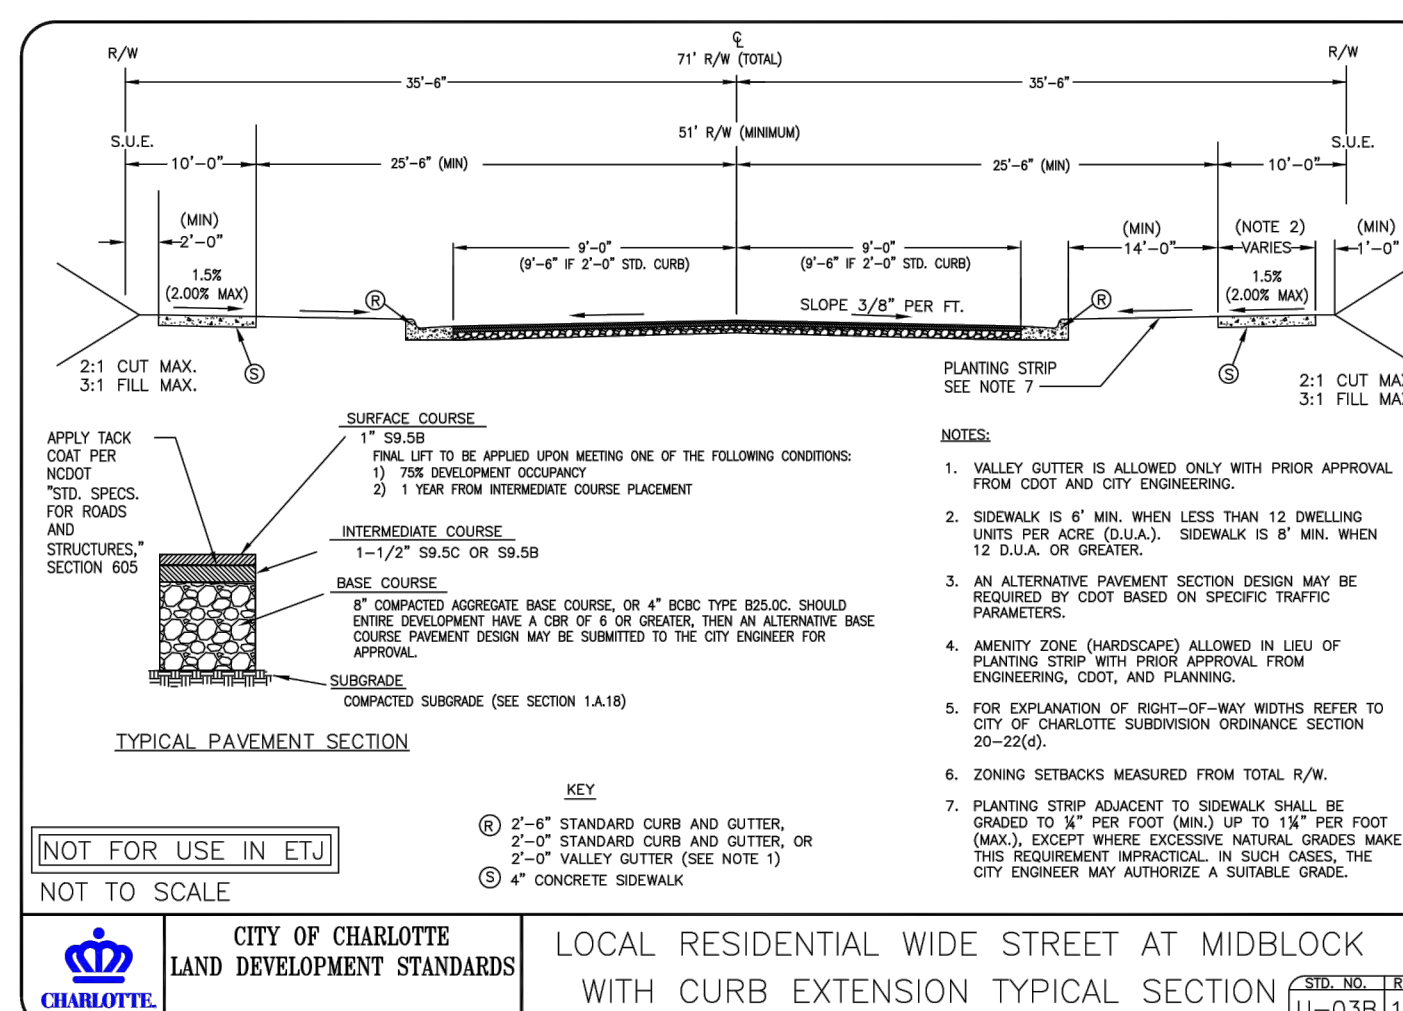 R/W
℄
71' R/W (TOTAL)
R/W
35'-6"
35'-6"
51' R/W (MINIMUM)
S.U.E.
S.U.E.
10'-0"
25'-6" (MIN)
25'-6" (MIN)
10'-0"
(MIN)
2'-0"
9'-0"
(9'-6" IF 2'-0" STD. CURB)
9'-0"
(9'-6" IF 2'-0" STD. CURB)
(MIN)
14'-0"
(NOTE 2)
VARIES
(MIN)
1'-0"
1.5%
(2.00% MAX)
1.5%
(2.00% MAX)
R
SLOPE 3/8" PER FT.
R
2:1 CUT MAX.
3:1 FILL MAX.
S
PLANTING STRIP
SEE NOTE 7
S
2:1 CUT
3:1 FILL
APPLY TACK
COAT PER
NCDOT
"STD. SPECS.
FOR ROADS
AND
STRUCTURES,"
SECTION 605
SURFACE COURSE
1" S9.5B
FINAL LIFT TO BE APPLIED UPON MEETING ONE OF THE FOLLOWING CONDITIONS:
1) 75% DEVELOPMENT OCCUPANCY
2) 1 YEAR FROM INTERMEDIATE COURSE PLACEMENT
INTERMEDIATE COURSE
1-1/2" S9.5C OR S9.5B
BASE COURSE
8" COMPACTED AGGREGATE BASE COURSE, OR 4" BCBC TYPE B25.0C. SHOULD
ENTIRE DEVELOPMENT HAVE A CBR OF 6 OR GREATER, THEN AN ALTERNATIVE BASE
COURSE PAVEMENT DESIGN MAY BE SUBMITTED TO THE CITY ENGINEER FOR
APPROVAL.
SUBGRADE
COMPACTED SUBGRADE (SEE SECTION 1.A.18)
TYPICAL PAVEMENT SECTION
NOTES:
1. VALLEY GUTTER IS ALLOWED ONLY WITH PRIOR APPROVAL
FROM CDOT AND CITY ENGINEERING.
2. SIDEWALK IS 6' MIN. WHEN LESS THAN 12 DWELLING
UNITS PER ACRE (D.U.A.). SIDEWALK IS 8' MIN. WHEN
12 D.U.A. OR GREATER.
3. AN ALTERNATIVE PAVEMENT SECTION DESIGN MAY BE
REQUIRED BY CDOT BASED ON SPECIFIC TRAFFIC
PARAMETERS.
4. AMENITY ZONE (HARDSCAPE) ALLOWED IN LIEU OF
PLANTING STRIP WITH PRIOR APPROVAL FROM
ENGINEERING, CDOT, AND PLANNING.
5. FOR EXPLANATION OF RIGHT-OF-WAY WIDTHS REFER TO
CITY OF CHARLOTTE SUBDIVISION ORDINANCE SECTION
20-22(d).
6. ZONING SETBACKS MEASURED FROM TOTAL R/W.
7. PLANTING STRIP ADJACENT TO SIDEWALK SHALL BE
GRADED TO ¼" PER FOOT (MIN.) UP TO 1¼" PER FOOT
(MAX.), EXCEPT WHERE EXCESSIVE NATURAL GRADES MAKE
THIS REQUIREMENT IMPRACTICAL. IN SUCH CASES, THE
CITY ENGINEER MAY AUTHORIZE A SUITABLE GRADE.
KEY
R 2'-6" STANDARD CURB AND GUTTER,
2'-0" STANDARD CURB AND GUTTER, OR
2'-0" VALLEY GUTTER (SEE NOTE 1)
S 4" CONCRETE SIDEWALK
NOT FOR USE IN ETJ
NOT TO SCALE
CHARLOTTE.
CITY OF CHARLOTTE
LAND DEVELOPMENT STANDARDS
LOCAL RESIDENTIAL WIDE STREET AT MIDBLOCK
WITH CURB EXTENSION TYPICAL SECTION
STD. NO.
U-03B